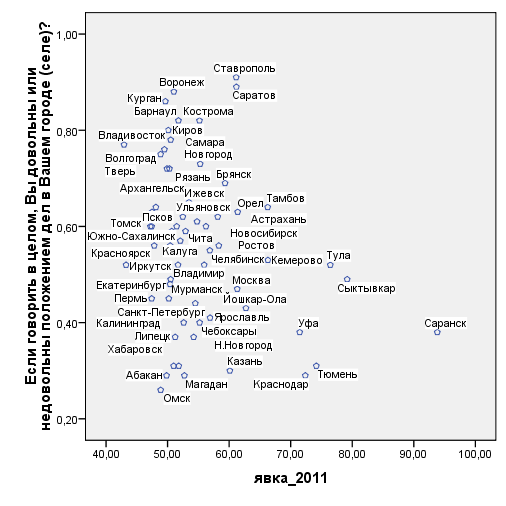 Если говорить в целом, Вы довольны или
недовольны положением дел в Вашем городе (селе)?
1,00
0,80
0,60
0,40
0,20
Ставрополь
Воронеж
Саратов
Курган
Барнаул Кострома
Владивосток Киров
Самара
Волгоград Новгород
Тверь Рязань Брянск
Архангельск Ижевск
Ульяновск Орел Тамбов
Томск Псков Астрахань
Южно-Сахалинск Чита Новосибирск
Красноярск Калуга Ростов
Иркутск Челябинск Кемерово Тула
Владимир
Екатеринбург Мурманск Москва Сыктывкар
Пермь Йошкар-Ола
Санкт-Петербург Ярославль
Калининград Уфа Саранск
Липецк Чебоксары
Хабаровск Н.Новгород
Казань
Абакан Магадан Краснодар Тюмень
Омск
40,00 50,00 60,00 70,00 80,00 90,00 100,00
явка_2011